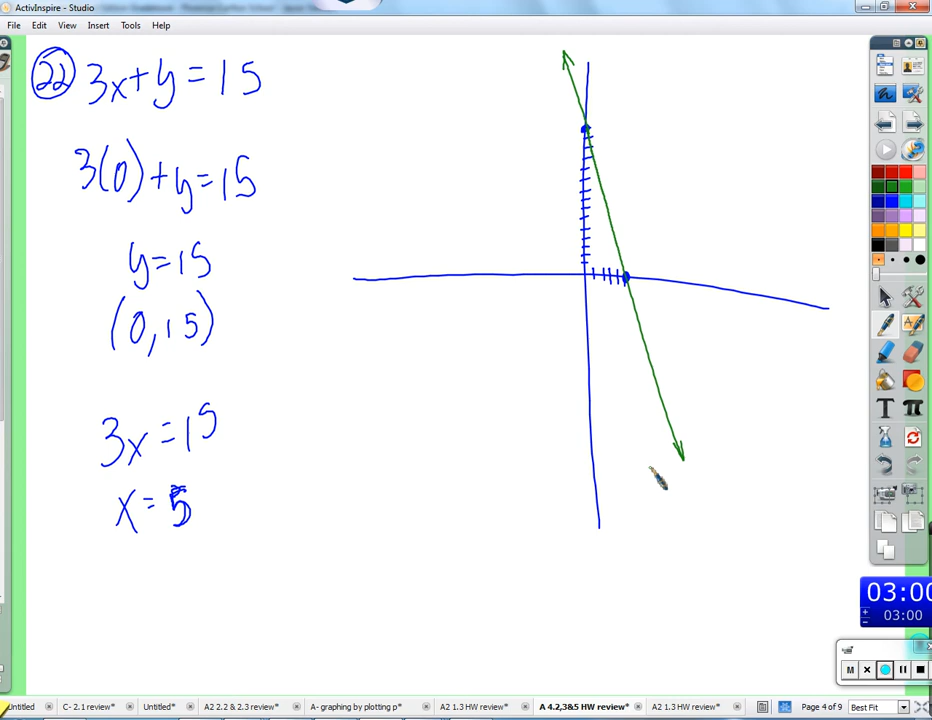 ActivInspire - Studio
File Edit View Insert Tools Help
22 3x+y=15
3(0)+y=15
y=15
(0,15)
3x=15
x=5
T π
03:00
03:00
M
Untitled C- 2.1 review* Untitled* A2 2.2 & 2.3 review* A- graphing by plotting p* A2 1.3 HW review* A 4.2,3&5 HW review* A2 1.3 HW review* Page 4 of 9 Best Fit